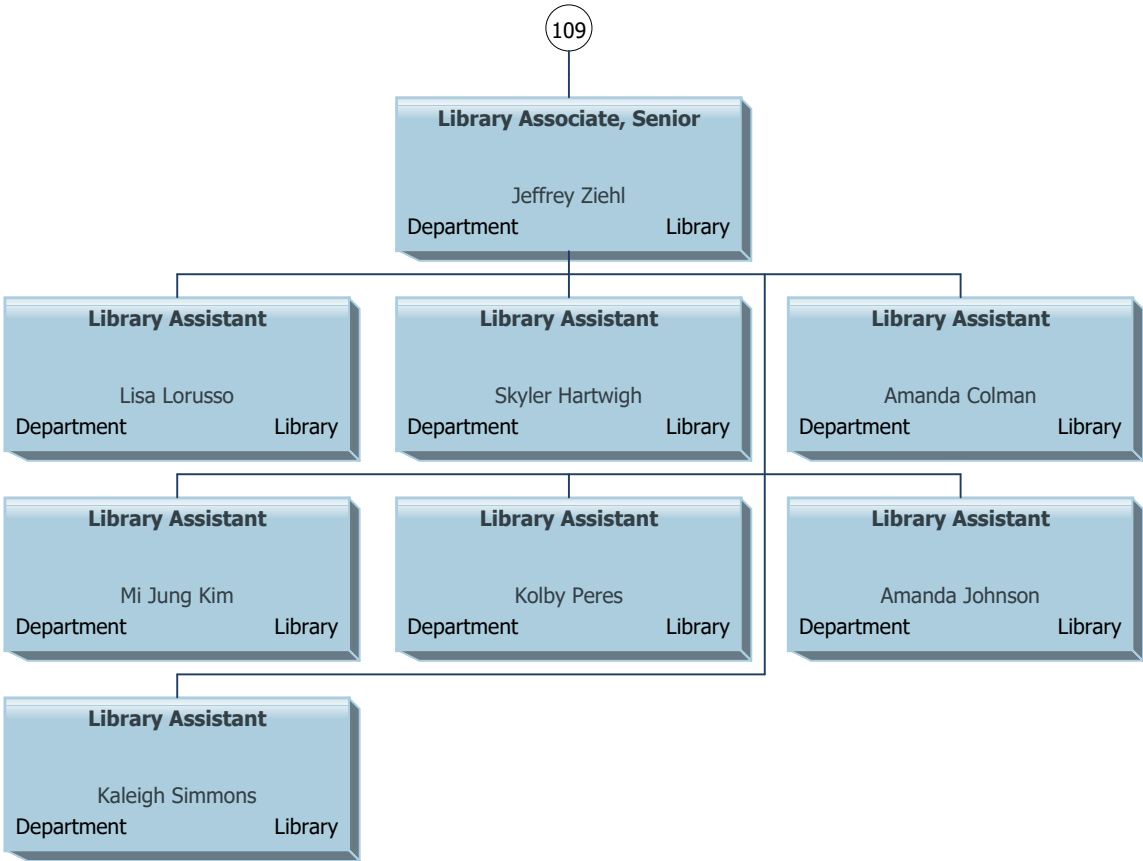 109
Library Associate, Senior
Jeffrey Ziehl
Department Library
Library Assistant
Lisa Lorusso
Department Library
Library Assistant
Skyler Hartwigh
Department Library
Library Assistant
Amanda Colman
Department Library
Library Assistant
Mi Jung Kim
Department Library
Library Assistant
Kolby Peres
Department Library
Library Assistant
Amanda Johnson
Department Library
Library Assistant
Kaleigh Simmons
Department Library